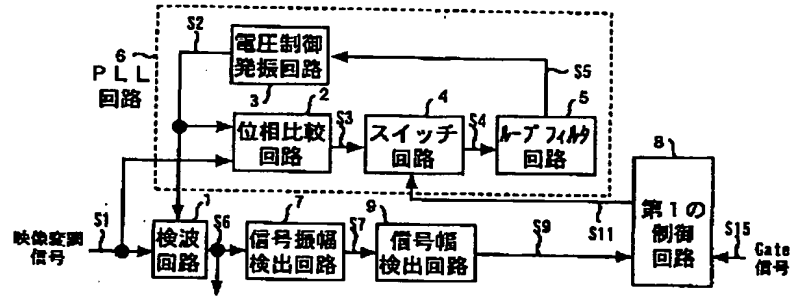 S2
電圧制御
発振回路
6
PLL
回路
3
2
4
5
S5
位相比較
回路
S3
スイッチ
回路
S4
ループフィルタ
回路
8
第1の
制御
回路
S1
映像変調
信号
1
検波
回路
S6
7
信号振幅
検出回路
S7
9
信号幅
検出回路
S9
S11
S15
Gate
信号